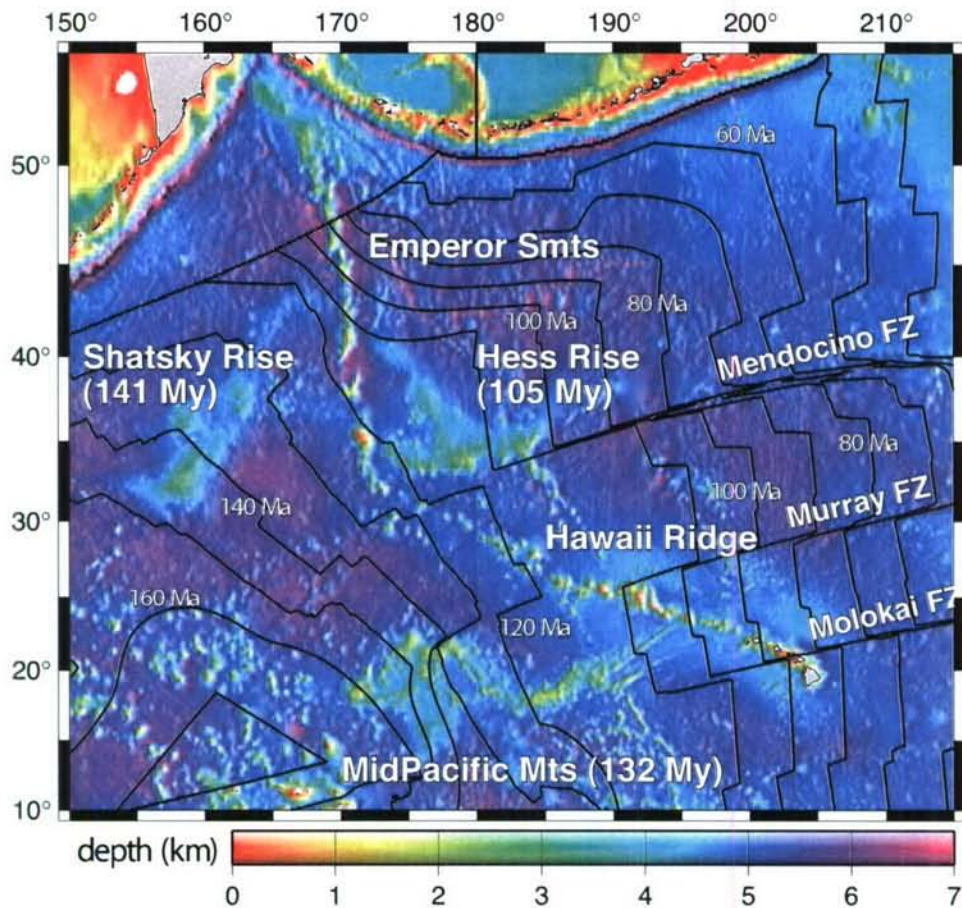 150° 160° 170° 180° 190° 200° 210°
60 Ma
50°
Emperor Smts
80 Ma
100 Ma
Mendocino FZ
40°
Shatsky Rise
(141 My)
Hess Rise
(105 My)
80 Ma
140 Ma
100 Ma
Murray FZ
30°
Hawaii Ridge
160 Ma
120 Ma
Molokai FZ
20°
MidPacific Mts (132 My)
10°
depth (km)
0 1 2 3 4 5 6 7